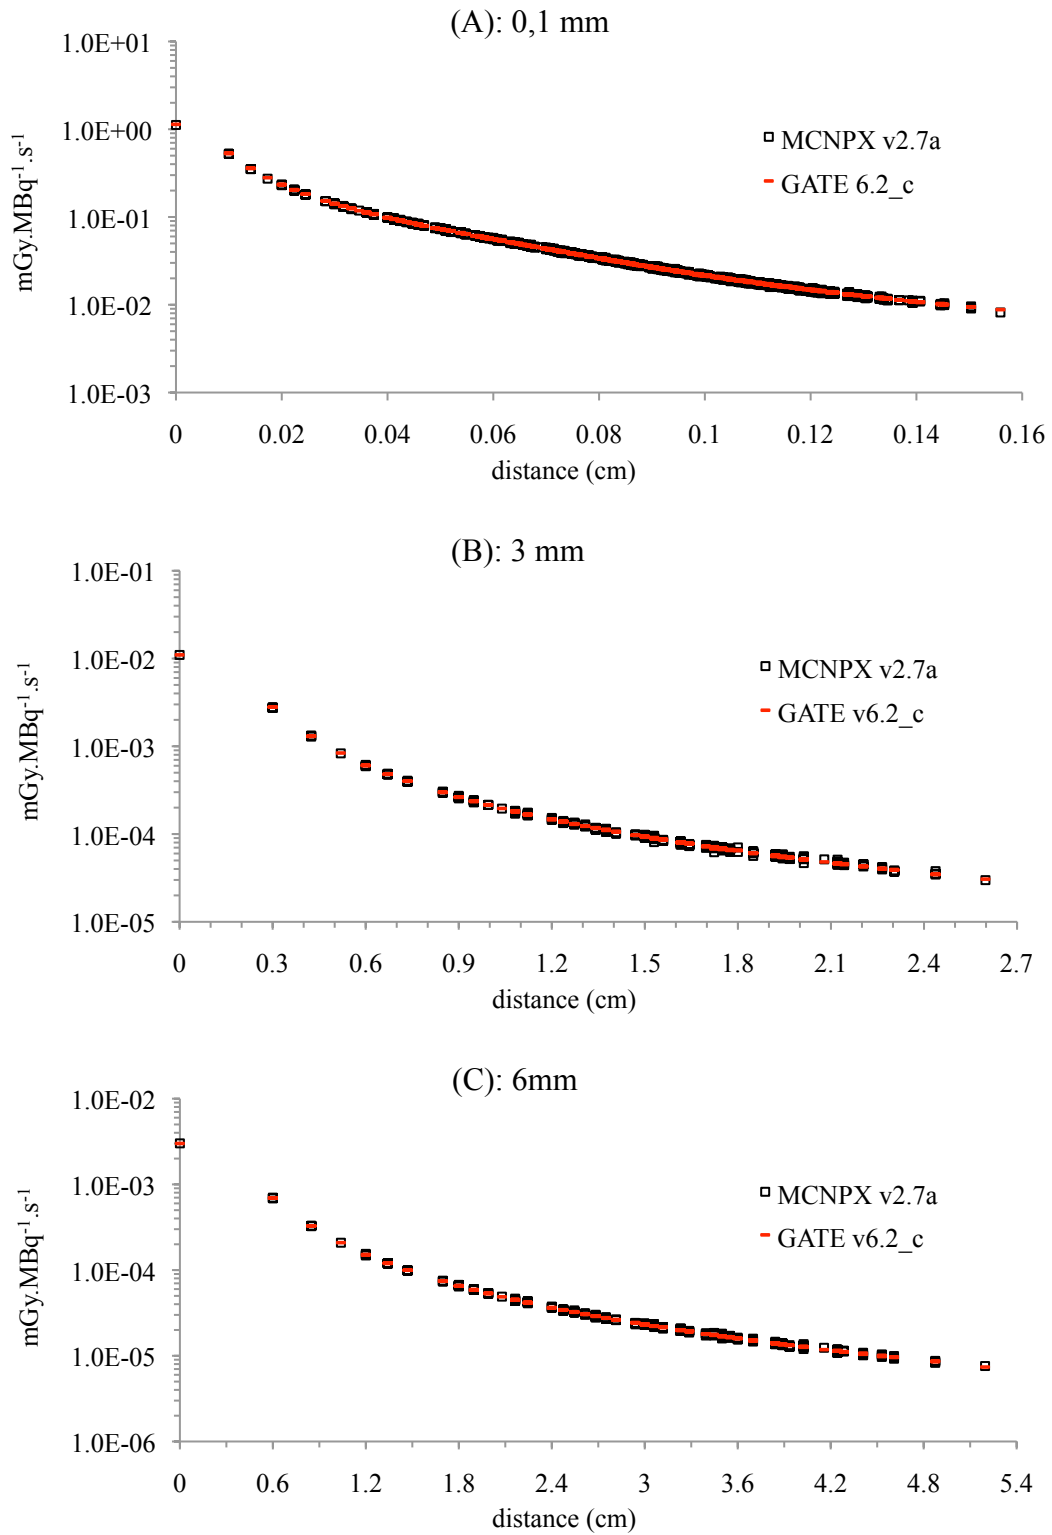 (A): 0,1 mm
1.0E+01
1.0E+00
1.0E-01
1.0E-02
1.0E-03
mGy.MBq⁻¹.s⁻¹
MCNPX v2.7a
GATE 6.2_c
0 0.02 0.04 0.06 0.08 0.1 0.12 0.14 0.16
distance (cm)
(B): 3 mm
1.0E-01
1.0E-02
1.0E-03
1.0E-04
1.0E-05
mGy.MBq⁻¹.s⁻¹
MCNPX v2.7a
GATE v6.2_c
0 0.3 0.6 0.9 1.2 1.5 1.8 2.1 2.4 2.7
distance (cm)
(C): 6mm
1.0E-02
1.0E-03
1.0E-04
1.0E-05
1.0E-06
mGy.MBq⁻¹.s⁻¹
MCNPX v2.7a
GATE v6.2_c
0 0.6 1.2 1.8 2.4 3 3.6 4.2 4.8 5.4
distance (cm)